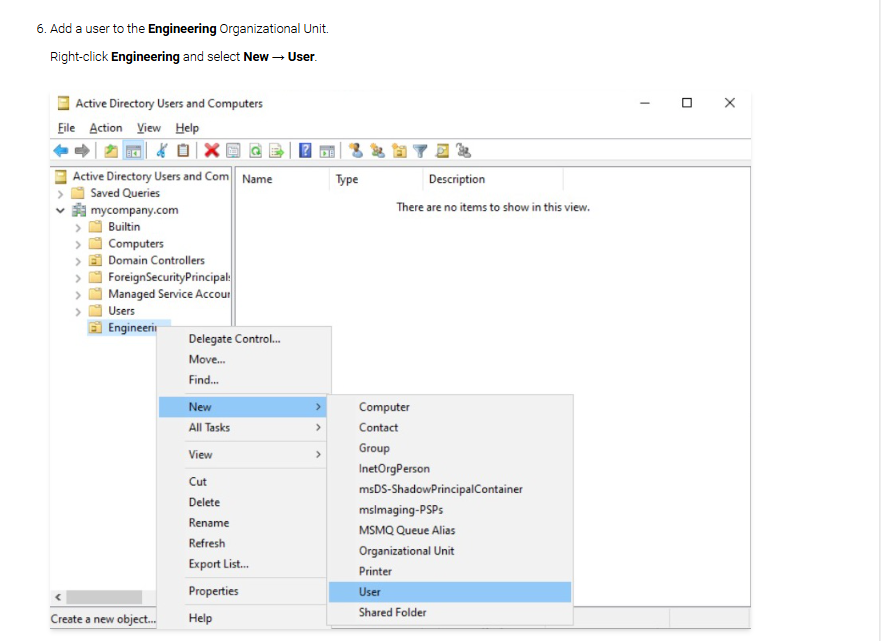 6. Add a user to the Engineering Organizational Unit.
Right-click Engineering and select New → User.
Active Directory Users and Computers
File Action View Help
Active Directory Users and Com
Name Type Description
Saved Queries
There are no items to show in this view.
mycompany.com
Builtin
Computers
Domain Controllers
ForeignSecurityPrincipals
Managed Service Accour
Users
Engineerin
Delegate Control...
Move...
Find...
New
All Tasks
View
Cut
Delete
Rename
Refresh
Export List...
Properties
Help
Computer
Contact
Group
InetOrgPerson
msDS-ShadowPrincipalContainer
msImaging-PSPs
MSMQ Queue Alias
Organizational Unit
Printer
User
Shared Folder
Create a new object...